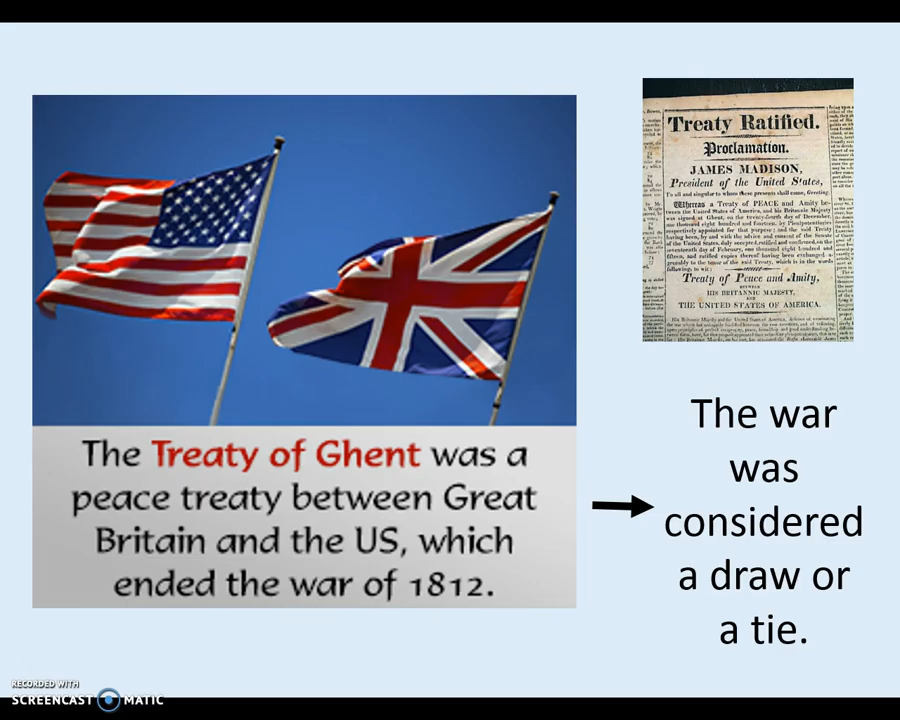 The Treaty of Ghent was a
peace treaty between Great
Britain and the US, which
ended the war of 1812.
Treaty Ratified.
Proclamation.
JAMES MADISON,
President of the United States,
To all and singular to whom these presents shall come, Greeting
Whereas a Treaty of PEACE and Amity be-
tween the United States of America, and his Britannic Majesty
was signed at Ghent, on the twenty-fourth day of December,
one thousand eight hundred and fourteen, by Plenipotentiaries
respectively appointed for that purpose; and the said Treaty
having been, by and with the advice and consent of the Senate
of the United States, duly accepted, ratified and confirmed, on the
seventeenth day of February, one thousand eight hundred and
fifteen, and ratified copies thereof having been exchanged
to the tenor of the said Treaty, which is in the words
following, to wit:
Treaty of Peace and Amity,
BETWEEN
HIS BRITANNIC MAJESTY,
AND
THE UNITED STATES OF AMERICA.
The war
was
considered
a draw or
a tie.
RECORDED WITH
SCREENCAST MATIC